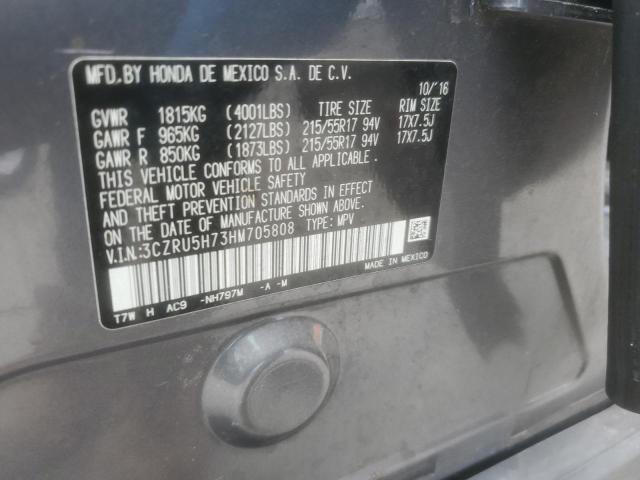 MFD. BY HONDA DE MEXICO S.A. DE C.V.
10/'16
GVWR 1815KG (4001LBS) TIRE SIZE RIM SIZE
GAWR F 965KG (2127LBS) 215/55R17 94V 17X7.5J
GAWR R 850KG (1873LBS) 215/55R17 94V 17X7.5J
THIS VEHICLE CONFORMS TO ALL APPLICABLE
FEDERAL MOTOR VEHICLE SAFETY
AND THEFT PREVENTION STANDARDS IN EFFECT
ON THE DATE OF MANUFACTURE SHOWN ABOVE.
V.I.N:3CZRU5H73HM705808 TYPE: MPV
MADE IN MEXICO
T7W H AC9 -NH797M -A -M